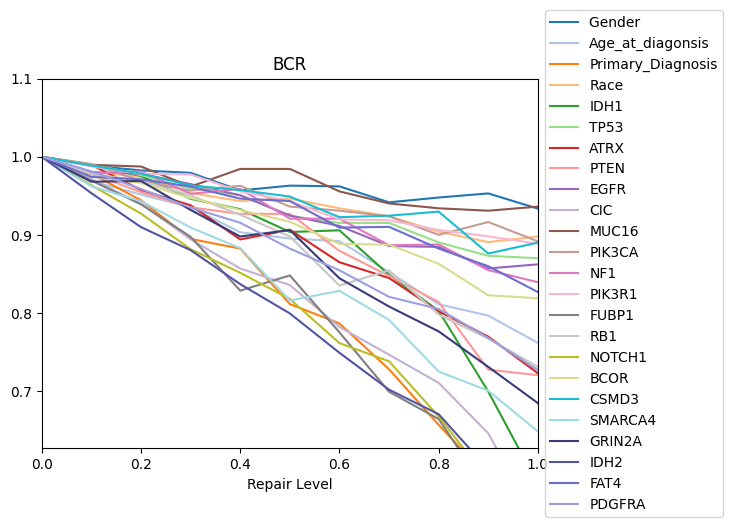 BCR
1.1
1.0
0.9
0.8
0.7
0.0
0.2
0.4
0.6
0.8
1.0
Repair Level
Gender
Age_at_diagonsis
Primary_Diagnosis
Race
IDH1
TP53
ATRX
PTEN
EGFR
CIC
MUC16
PIK3CA
NF1
PIK3R1
FUBP1
RB1
NOTCH1
BCOR
CSMD3
SMARCA4
GRIN2A
IDH2
FAT4
PDGFRA